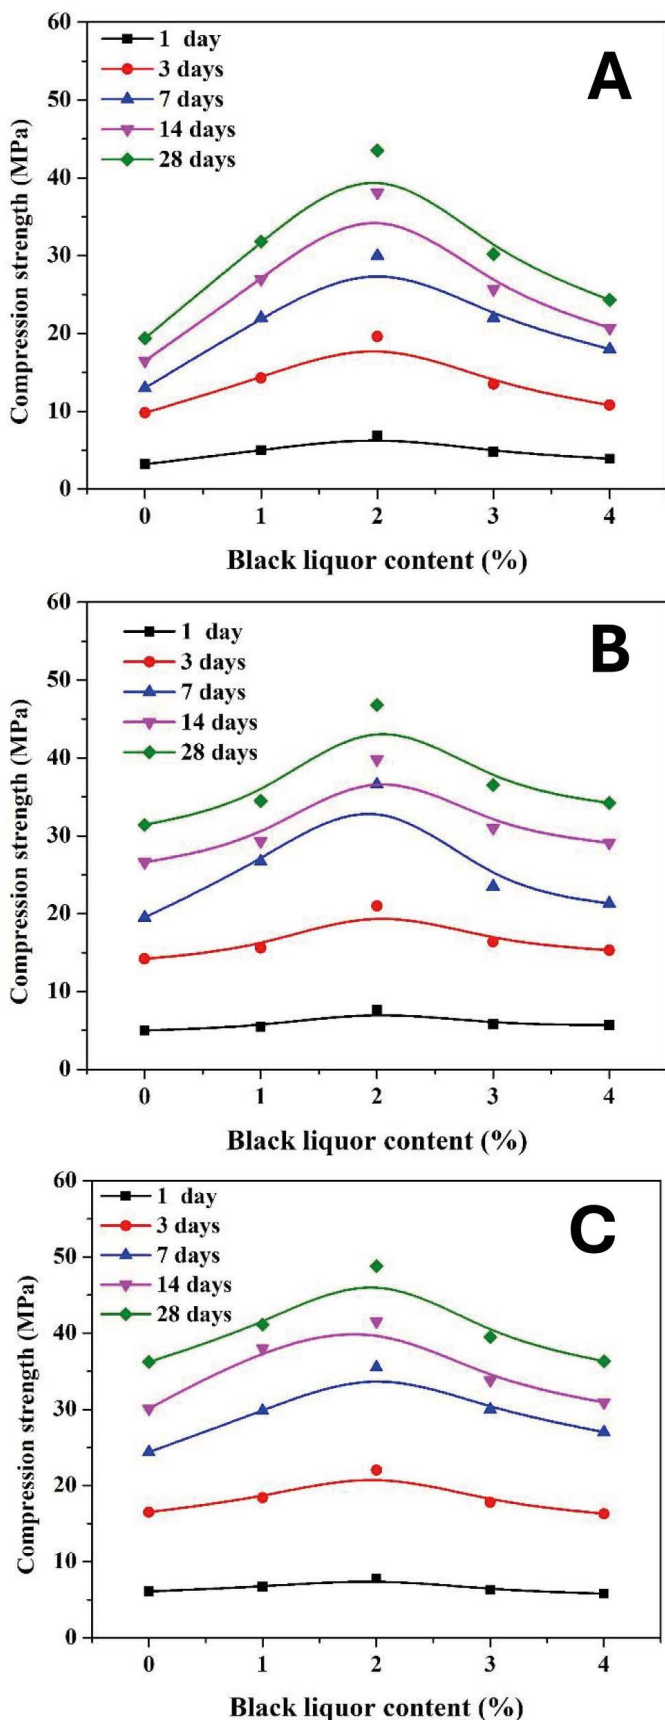 A
60
50
40
30
20
10
0
Compression strength (MPa)
1 day
3 days
7 days
14 days
28 days
0 1 2 3 4
Black liquor content (%)
B
60
50
40
30
20
10
0
Compression strength (MPa)
1 day
3 days
7 days
14 days
28 days
0 1 2 3 4
Black liquor content (%)
C
60
50
40
30
20
10
0
Compression strength (MPa)
1 day
3 days
7 days
14 days
28 days
0 1 2 3 4
Black liquor content (%)